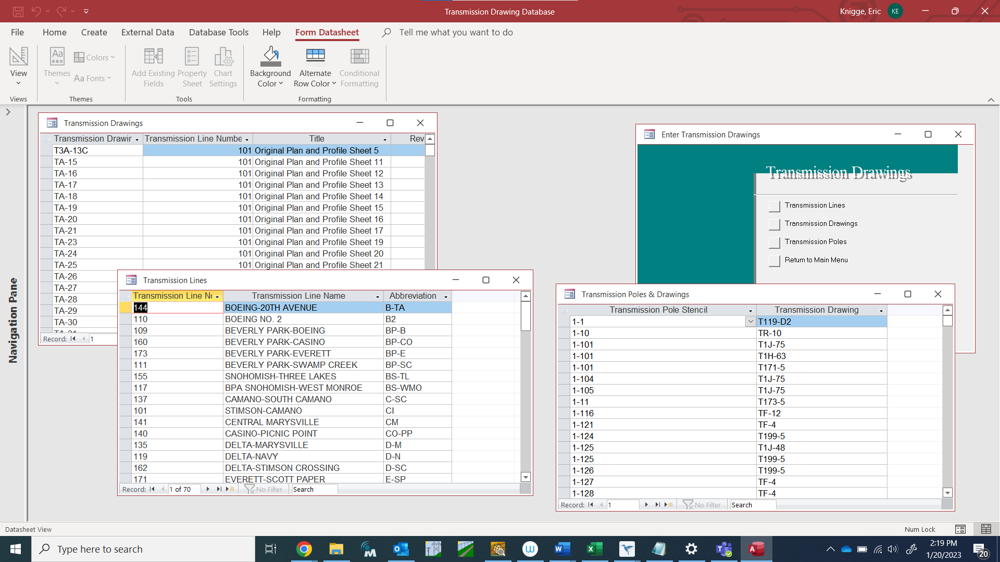 Transmission Drawing Database
Knigge, Eric
KE
File Home Create External Data Database Tools Help Form Datasheet Tell me what you want to do
View
Views
Themes
Colors
Aa Fonts
Themes
Add Existing Fields
Property Sheet
Chart Settings
Tools
Background Color
Alternate Row Color
Conditional Formatting
Formatting
Navigation Pane
Transmission Drawings
Transmission Drawir Transmission Line Numbe Title Rev
T3A-13C 101 Original Plan and Profile Sheet 5
TA-15 101 Original Plan and Profile Sheet 11
TA-16 101 Original Plan and Profile Sheet 12
TA-17 101 Original Plan and Profile Sheet 13
TA-18 101 Original Plan and Profile Sheet 14
TA-19 101 Original Plan and Profile Sheet 15
TA-20 101 Original Plan and Profile Sheet 16
TA-21 101 Original Plan and Profile Sheet 17
TA-23 101 Original Plan and Profile Sheet 19
TA-24 101 Original Plan and Profile Sheet 20
TA-25 101 Original Plan and Profile Sheet 21
TA-26
TA-27
TA-28
TA-29
TA-30
Record: 1
Transmission Lines
Transmission Line Nc Transmission Line Name Abbreviation
144 BOEING-20TH AVENUE B-TA
110 BOEING NO. 2 B2
109 BEVERLY PARK-BOEING BP-B
160 BEVERLY PARK-CASINO BP-CO
173 BEVERLY PARK-EVERETT BP-E
111 BEVERLY PARK-SWAMP CREEK BP-SC
155 SNOHOMISH-THREE LAKES BS-TL
117 BPA SNOHOMISH-WEST MONROE BS-WMO
137 CAMANO-SOUTH CAMANO C-SC
101 STIMSON-CAMANO CI
141 CENTRAL MARYSVILLE CM
140 CASINO-PICNIC POINT CO-PP
135 DELTA-MARYSVILLE D-M
119 DELTA-NAVY D-N
162 DELTA-STIMSON CROSSING D-SC
171 EVERETT-SCOTT PAPER E-SP
Record: 1 of 70 No Filter Search
Enter Transmission Drawings
Transmission Drawings
Transmission Lines
Transmission Drawings
Transmission Poles
Return to Main Menu
Transmission Poles & Drawings
Transmission Pole Stencil Transmission Drawing
1-1 T119-D2
1-10 TR-10
1-101 T1J-75
1-101 T1H-63
1-101 T171-5
1-104 T1J-75
1-105 T1J-75
1-11 T173-5
1-116 TF-12
1-121 TF-4
1-124 T199-5
1-125 T1J-48
1-125 T199-5
1-126 T199-5
1-127 TF-4
1-128 TF-4
Record: 1 No Filter Search
Datasheet View
Num Lock
Type here to search
2:19 PM
1/20/2023
20